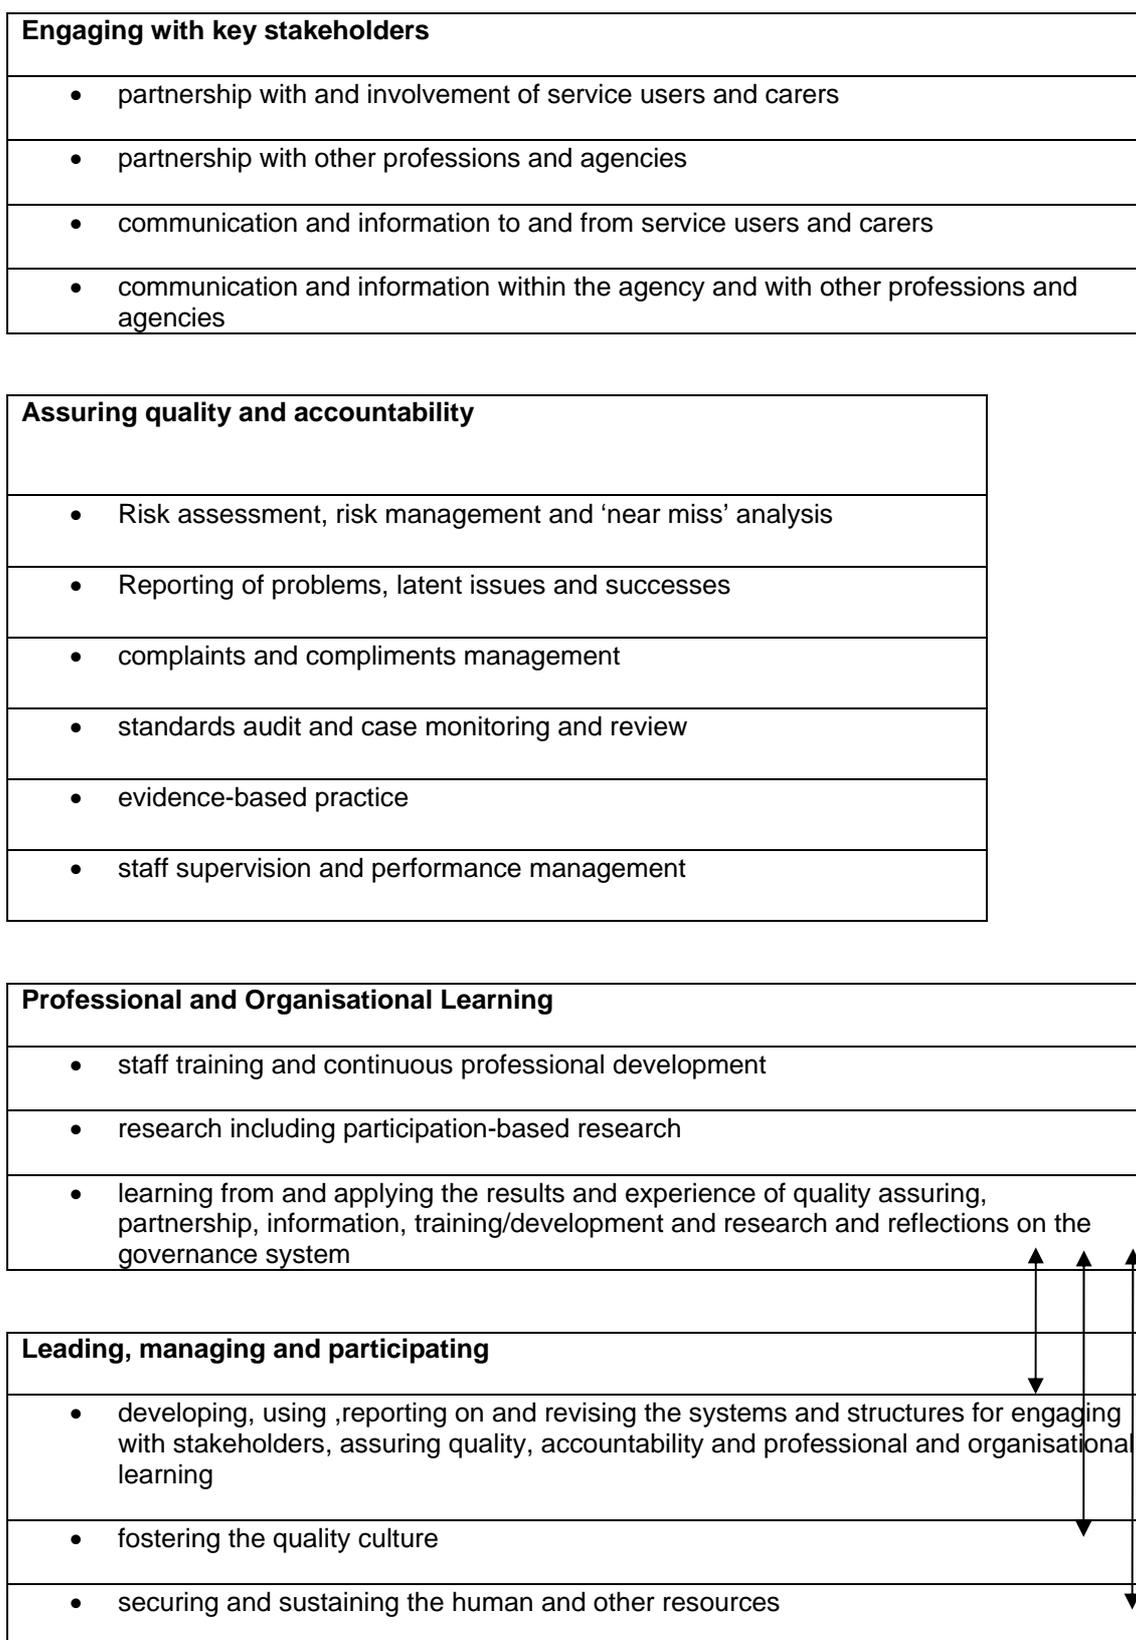 Engaging with key stakeholders
• partnership with and involvement of service users and carers
• partnership with other professions and agencies
• communication and information to and from service users and carers
• communication and information within the agency and with other professions and
agencies
Assuring quality and accountability
• Risk assessment, risk management and ‘near miss’ analysis
• Reporting of problems, latent issues and successes
• complaints and compliments management
• standards audit and case monitoring and review
• evidence-based practice
• staff supervision and performance management
Professional and Organisational Learning
• staff training and continuous professional development
• research including participation-based research
• learning from and applying the results and experience of quality assuring,
partnership, information, training/development and research and reflections on the
governance system
Leading, managing and participating
• developing, using ,reporting on and revising the systems and structures for engaging
with stakeholders, assuring quality, accountability and professional and organisational
learning
• fostering the quality culture
• securing and sustaining the human and other resources